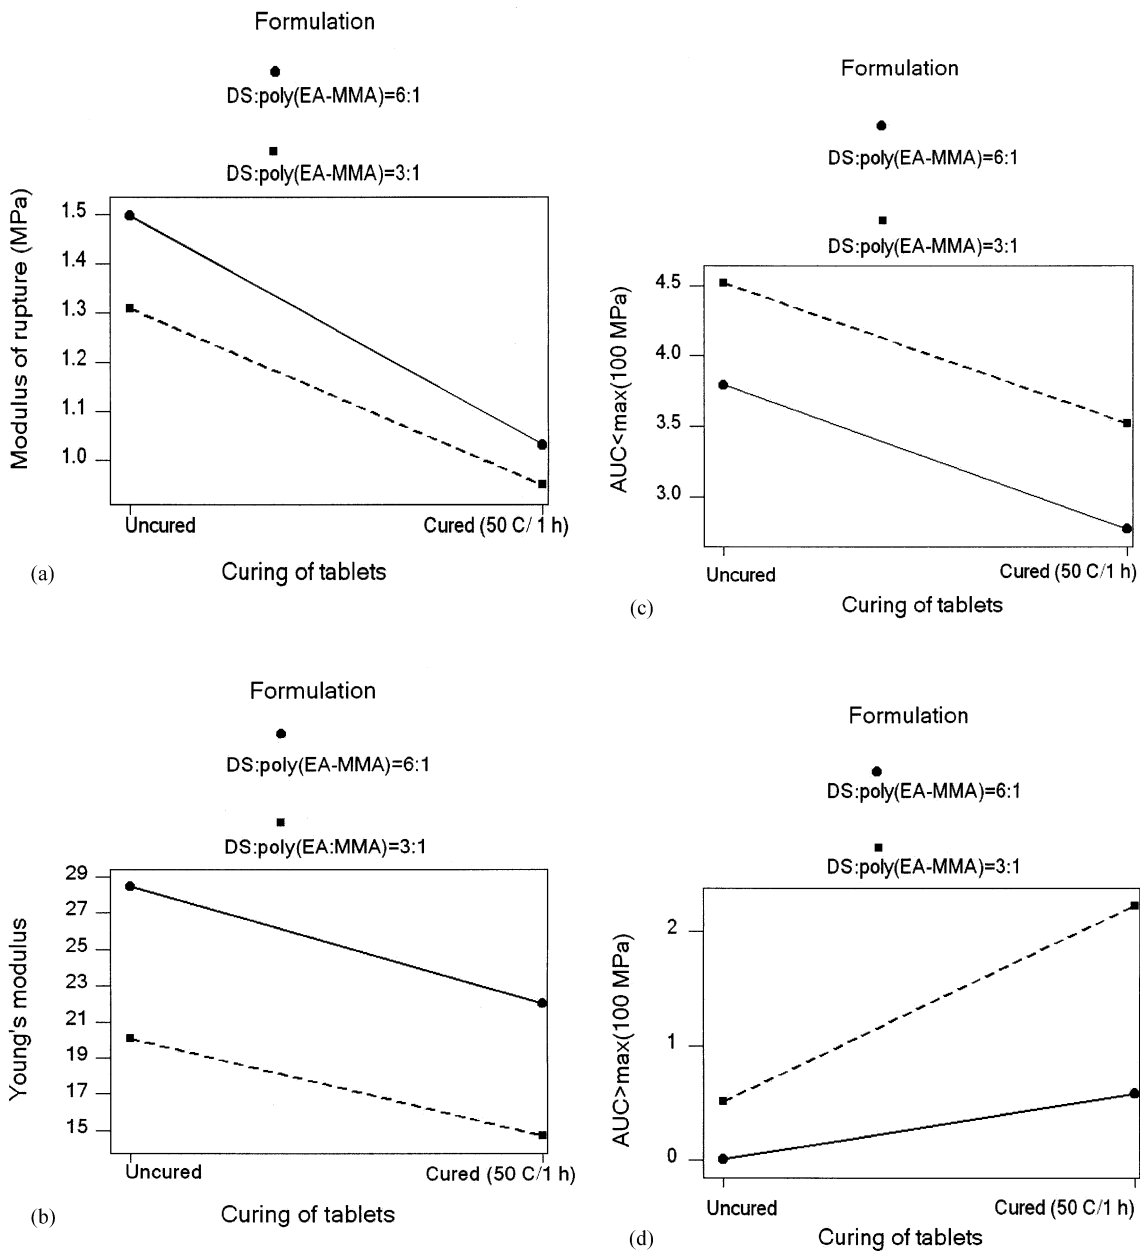 Formulation
DS:poly(EA-MMA)=6:1
DS:poly(EA-MMA)=3:1
Modulus of rupture (MPa)
1.5
1.4
1.3
1.2
1.1
1.0
Uncured
Cured (50 C/ 1 h)
Curing of tablets
(a)
Formulation
DS:poly(EA-MMA)=6:1
DS:poly(EA:MMA)=3:1
Young's modulus
29
27
25
23
21
19
17
15
Uncured
Cured (50 C/1 h)
Curing of tablets
(b)
Formulation
DS:poly(EA-MMA)=6:1
DS:poly(EA-MMA)=3:1
AUC<max(100 MPa)
4.5
4.0
3.5
3.0
Uncured
Cured (50 C/1 h)
Curing of tablets
(c)
Formulation
DS:poly(EA-MMA)=6:1
DS:poly(EA-MMA)=3:1
AUC>max(100 MPa)
2
1
0
Uncured
Cured (50 C/1 h)
Curing of tablets
(d)